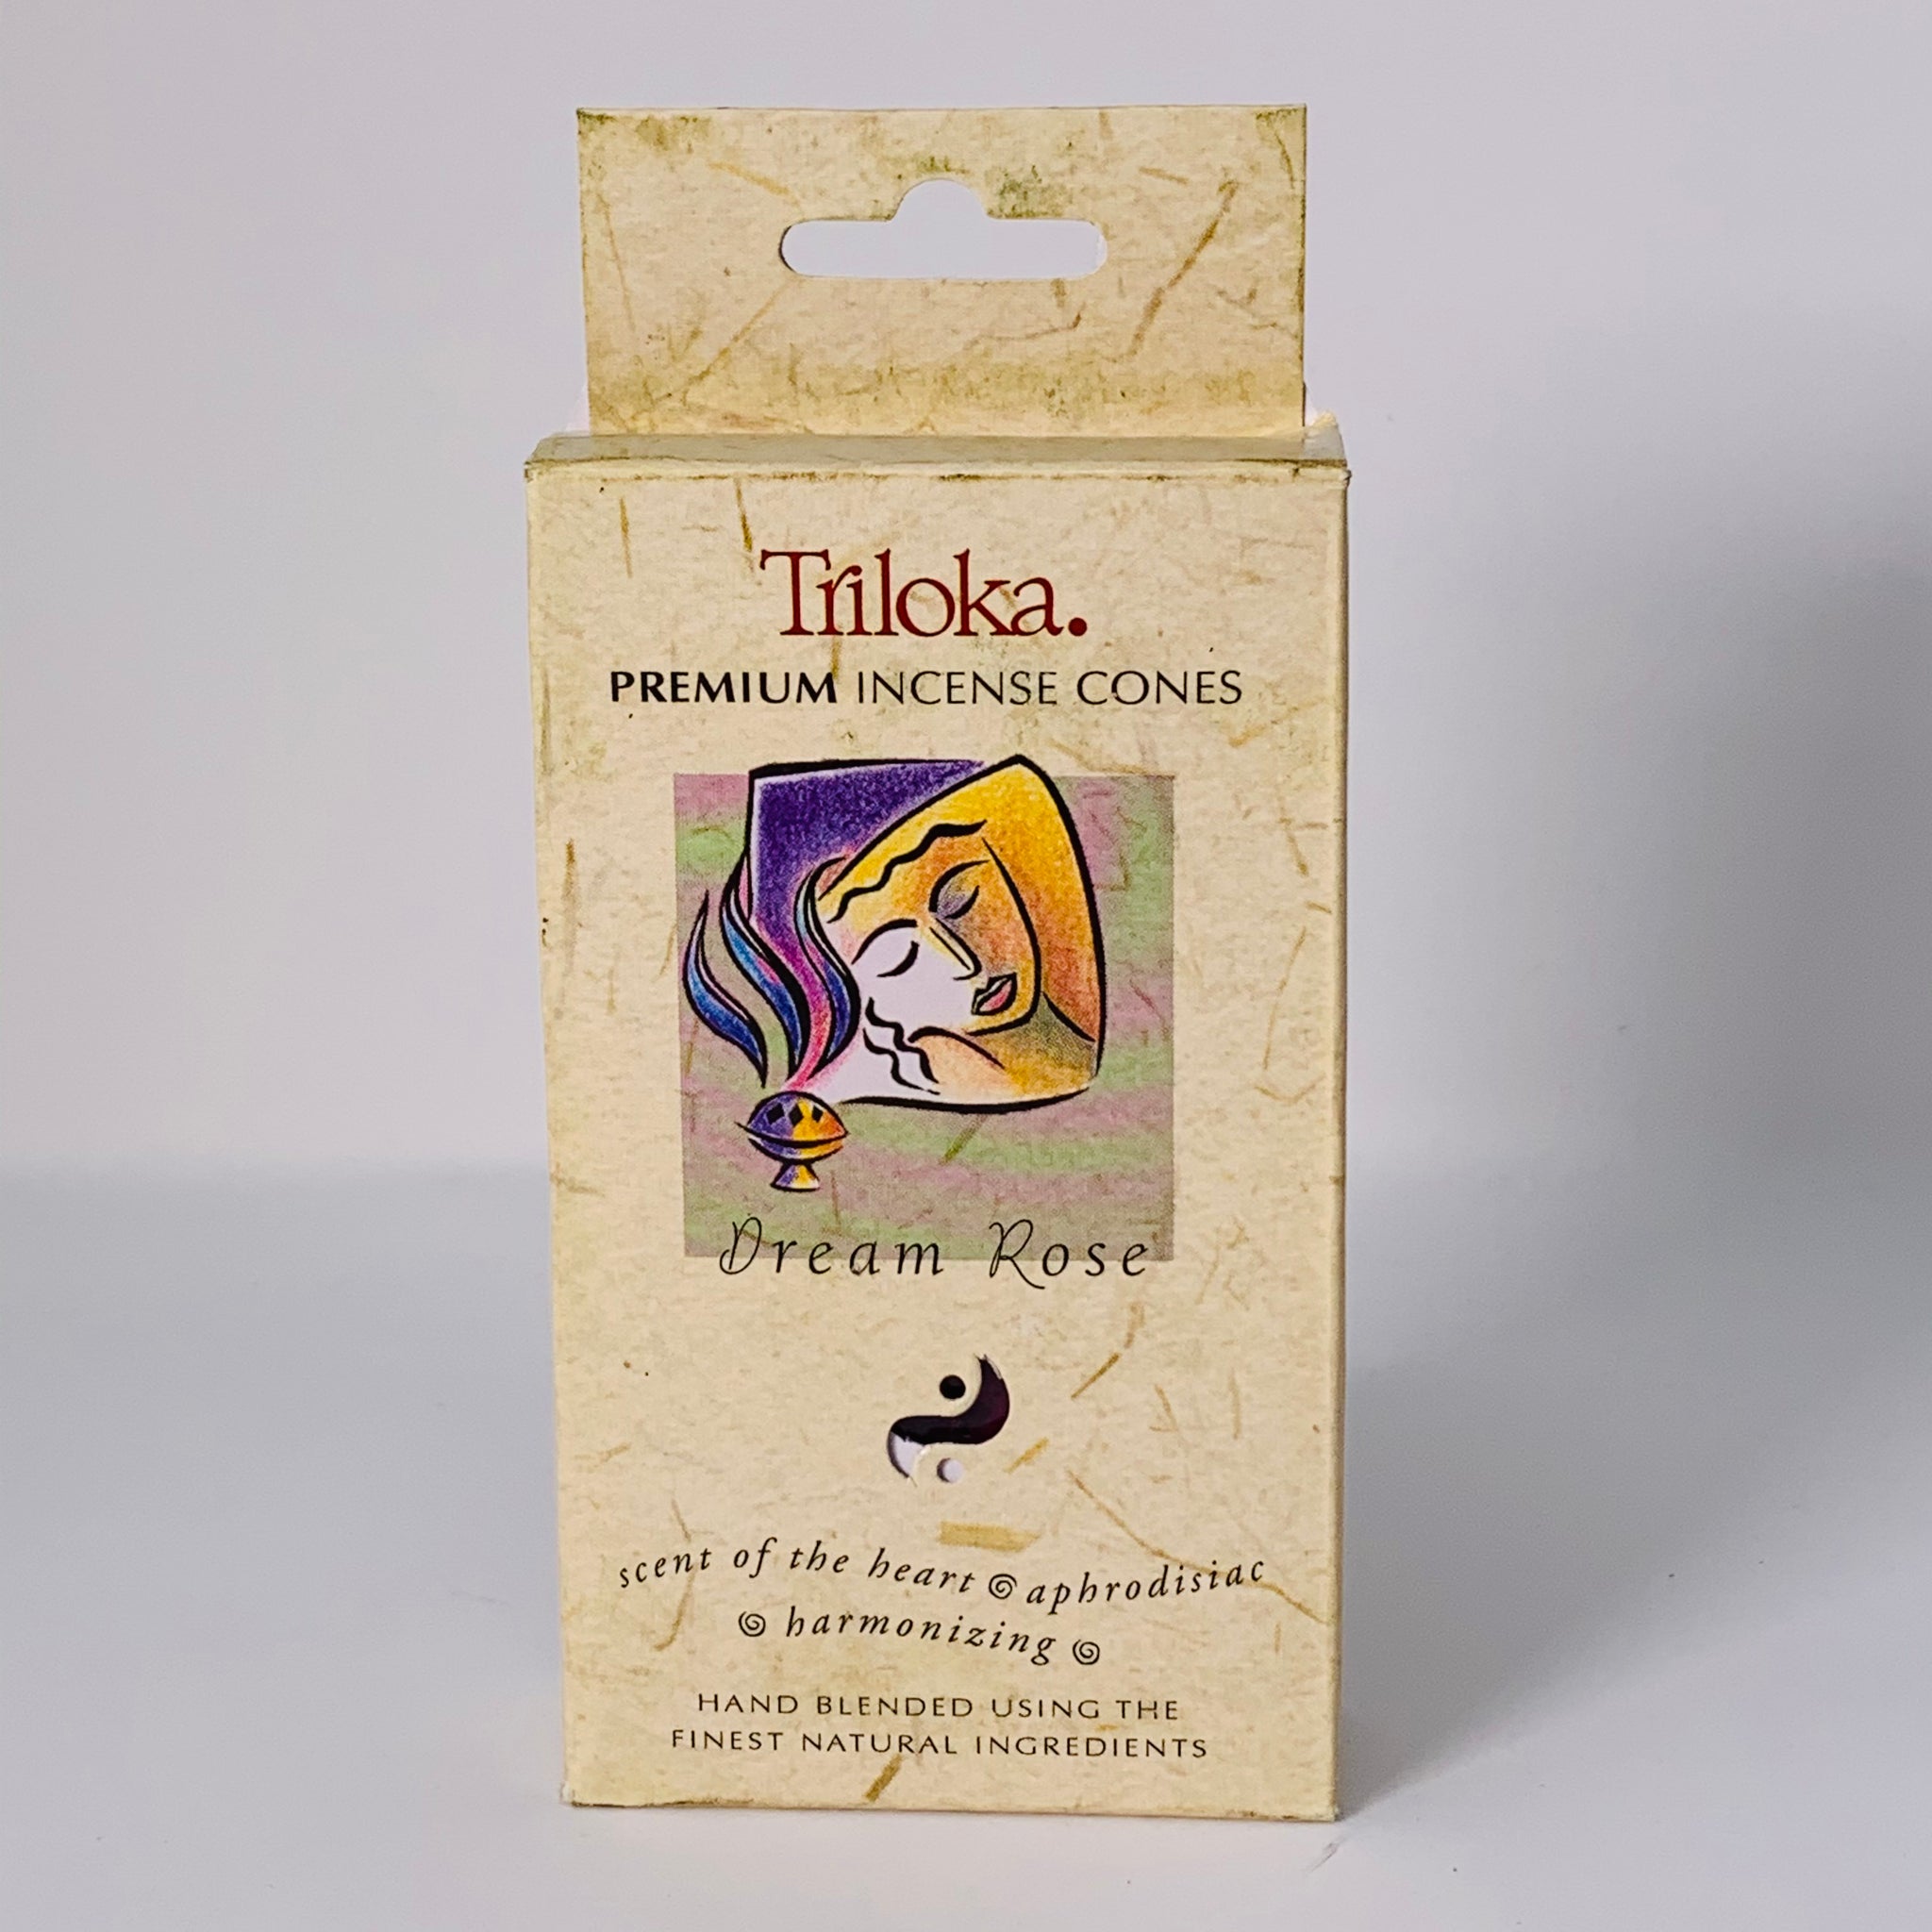 Triloka.
PREMIUM INCENSE CONES
Dream Rose
scent of the heart aphrodisiac
harmonizing
HAND BLENDED USING THE
FINEST NATURAL INGREDIENTS